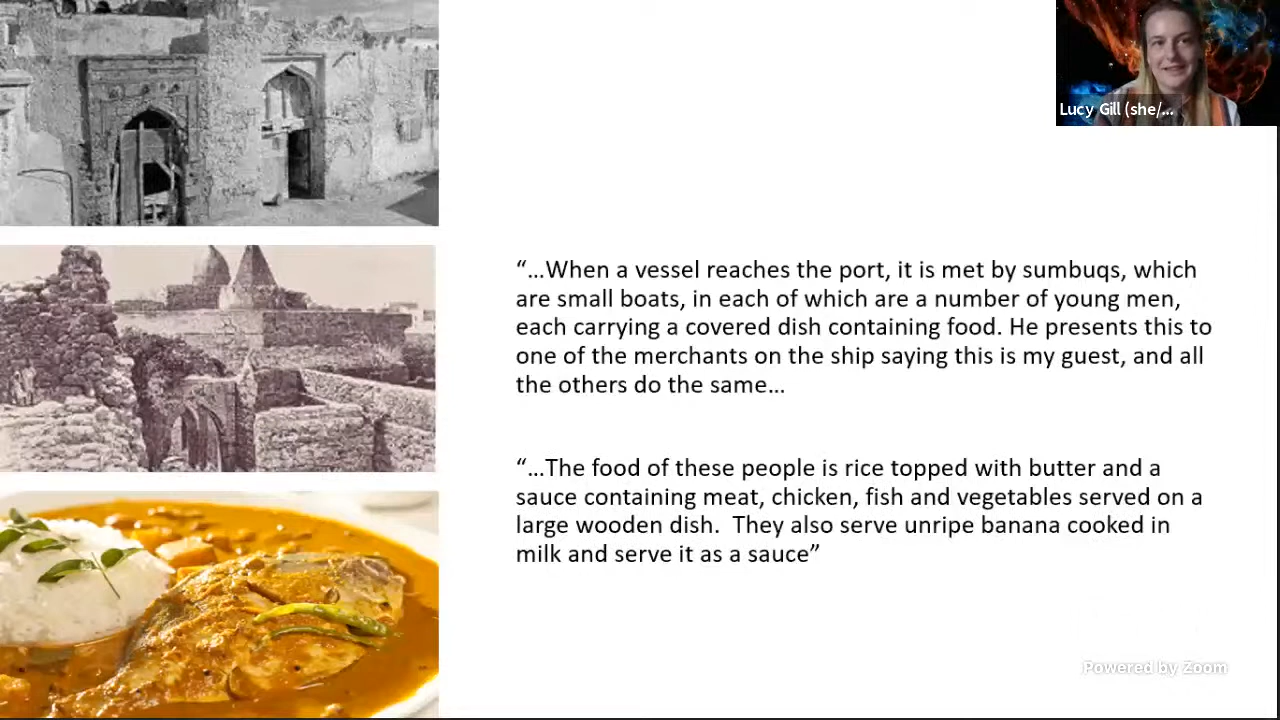 Lucy Gill (she/...
“...When a vessel reaches the port, it is met by sumbuqs, which
are small boats, in each of which are a number of young men,
each carrying a covered dish containing food. He presents this to
one of the merchants on the ship saying this is my guest, and all
the others do the same...
“...The food of these people is rice topped with butter and a
sauce containing meat, chicken, fish and vegetables served on a
large wooden dish.  They also serve unripe banana cooked in
milk and serve it as a sauce”
Powered by Zoom